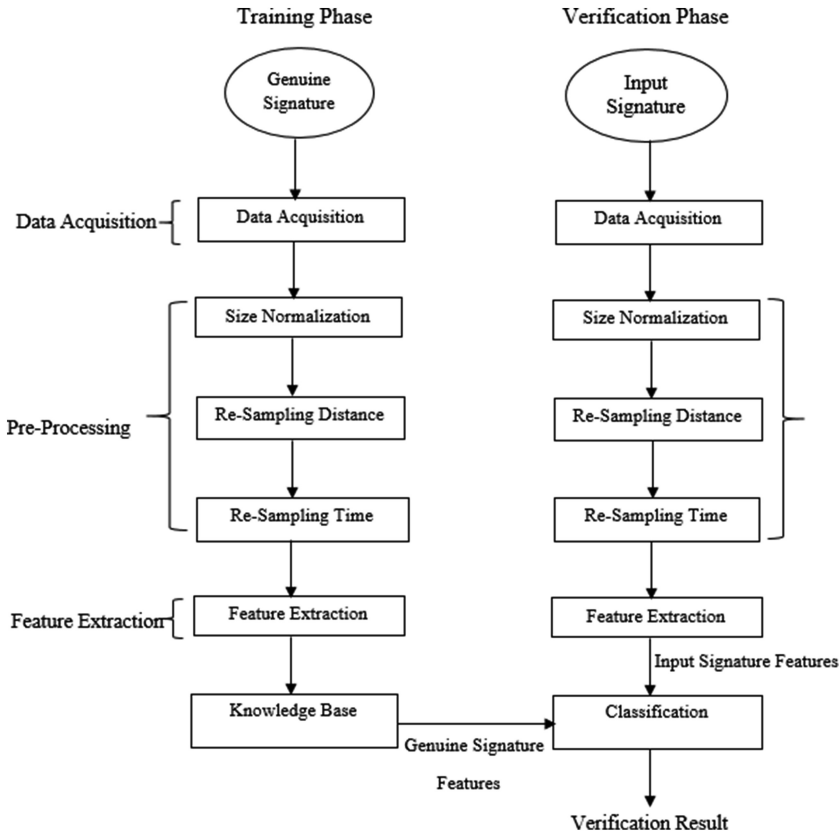 Training Phase
Verification Phase
Genuine
Signature
Input
Signature
Data Acquisition
Data Acquisition
Data Acquisition
Size Normalization
Size Normalization
Pre-Processing
Re-Sampling Distance
Re-Sampling Distance
Re-Sampling Time
Re-Sampling Time
Feature Extraction
Feature Extraction
Feature Extraction
Input Signature Features
Knowledge Base
Classification
Genuine Signature
Features
Verification Result